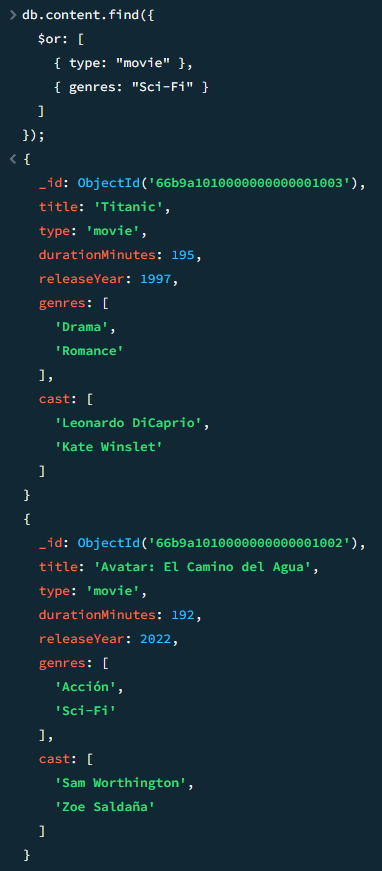 > db.content.find({
$or: [
{ type: "movie" },
{ genres: "Sci-Fi" }
]
});
< {
_id: ObjectId('66b9a1010000000000001003'),
title: 'Titanic',
type: 'movie',
durationMinutes: 195,
releaseYear: 1997,
genres: [
'Drama',
'Romance'
],
cast: [
'Leonardo DiCaprio',
'Kate Winslet'
]
}
{
_id: ObjectId('66b9a1010000000000001002'),
title: 'Avatar: El Camino del Agua',
type: 'movie',
durationMinutes: 192,
releaseYear: 2022,
genres: [
'Acción',
'Sci-Fi'
],
cast: [
'Sam Worthington',
'Zoe Saldaña'
]
}